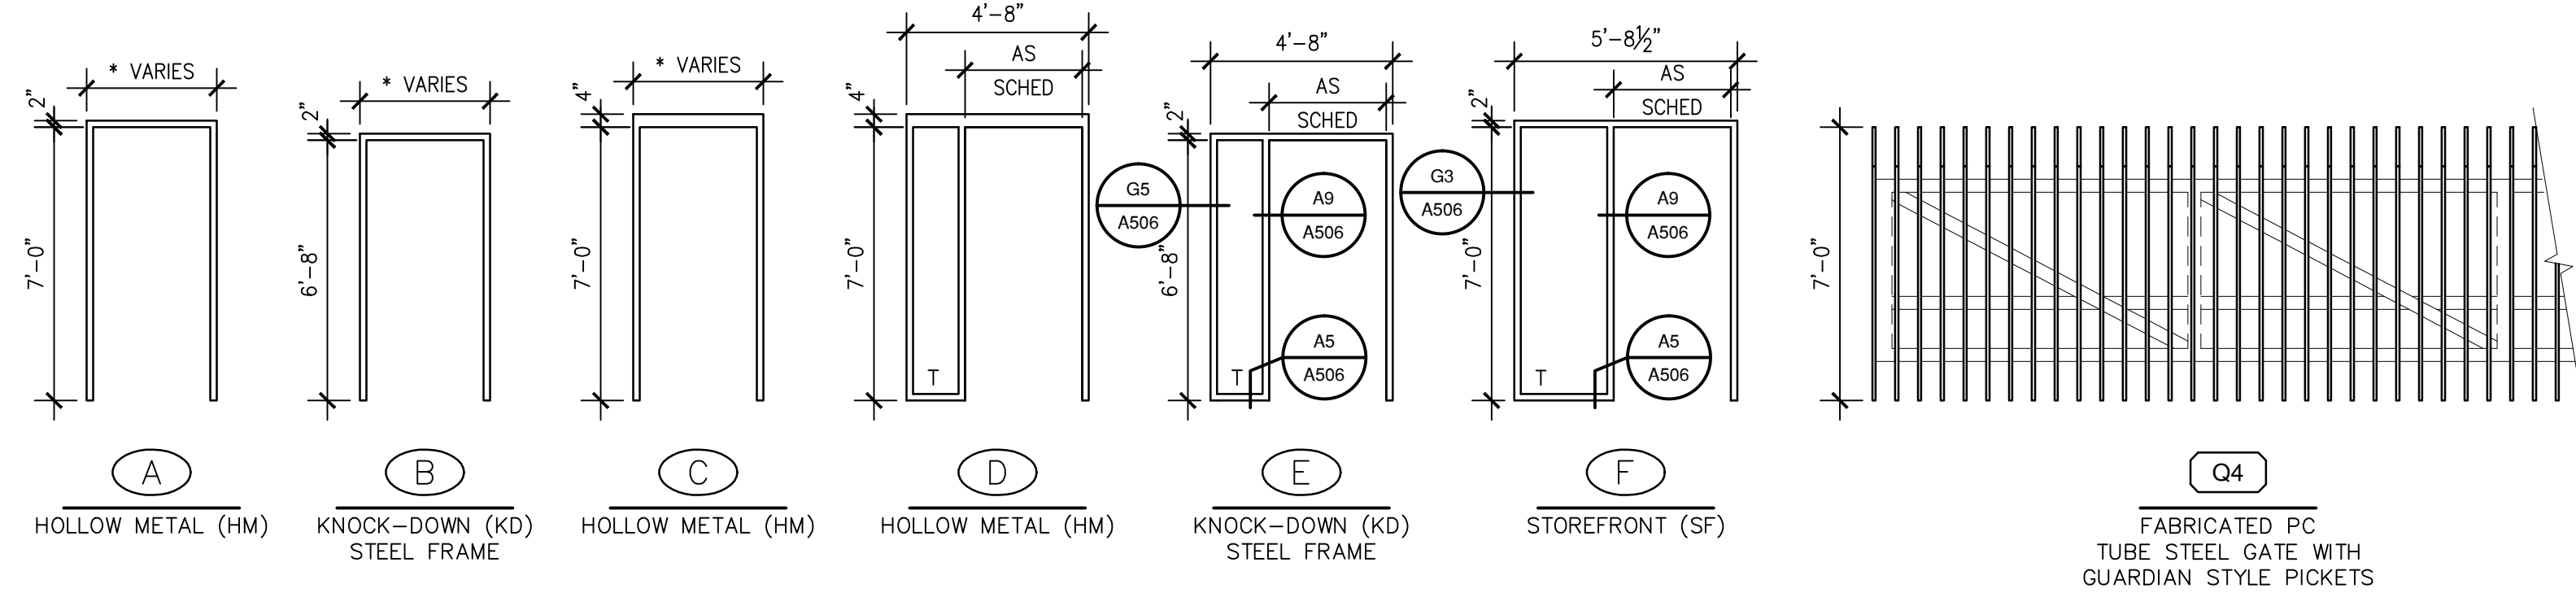 * VARIES
2"
7'-0"
A
HOLLOW METAL (HM)
* VARIES
2"
6'-8"
B
KNOCK-DOWN (KD)
STEEL FRAME
* VARIES
4"
7'-0"
C
HOLLOW METAL (HM)
4'-8"
AS
SCHED
4"
7'-0"
T
D
HOLLOW METAL (HM)
4'-8"
AS
SCHED
2"
6'-8"
G5
A506
A9
A506
A5
A506
T
E
KNOCK-DOWN (KD)
STEEL FRAME
5'-8½"
AS
SCHED
2"
7'-0"
G3
A506
A9
A506
A5
A506
T
F
STOREFRONT (SF)
7'-0"
Q4
FABRICATED PC
TUBE STEEL GATE WITH
GUARDIAN STYLE PICKETS